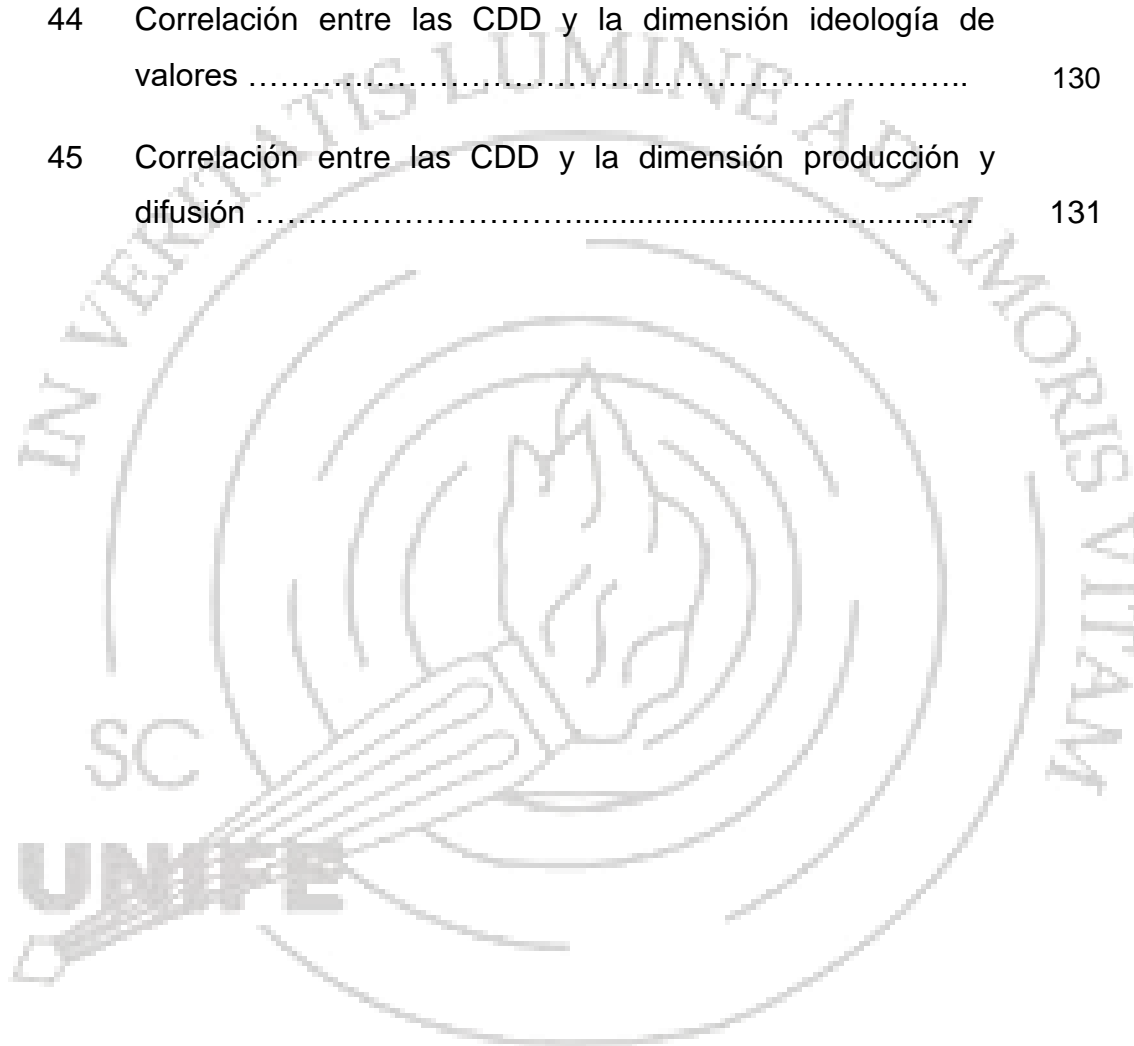 44 Correlación entre las CDD y la dimensión ideología de
valores ………………………………………………………….. 130
45 Correlación entre las CDD y la dimensión producción y
difusión ………………………...................................................... 131
IN VERITATIS LUMINE AD AMORIS VITAM
SC
UNIFE